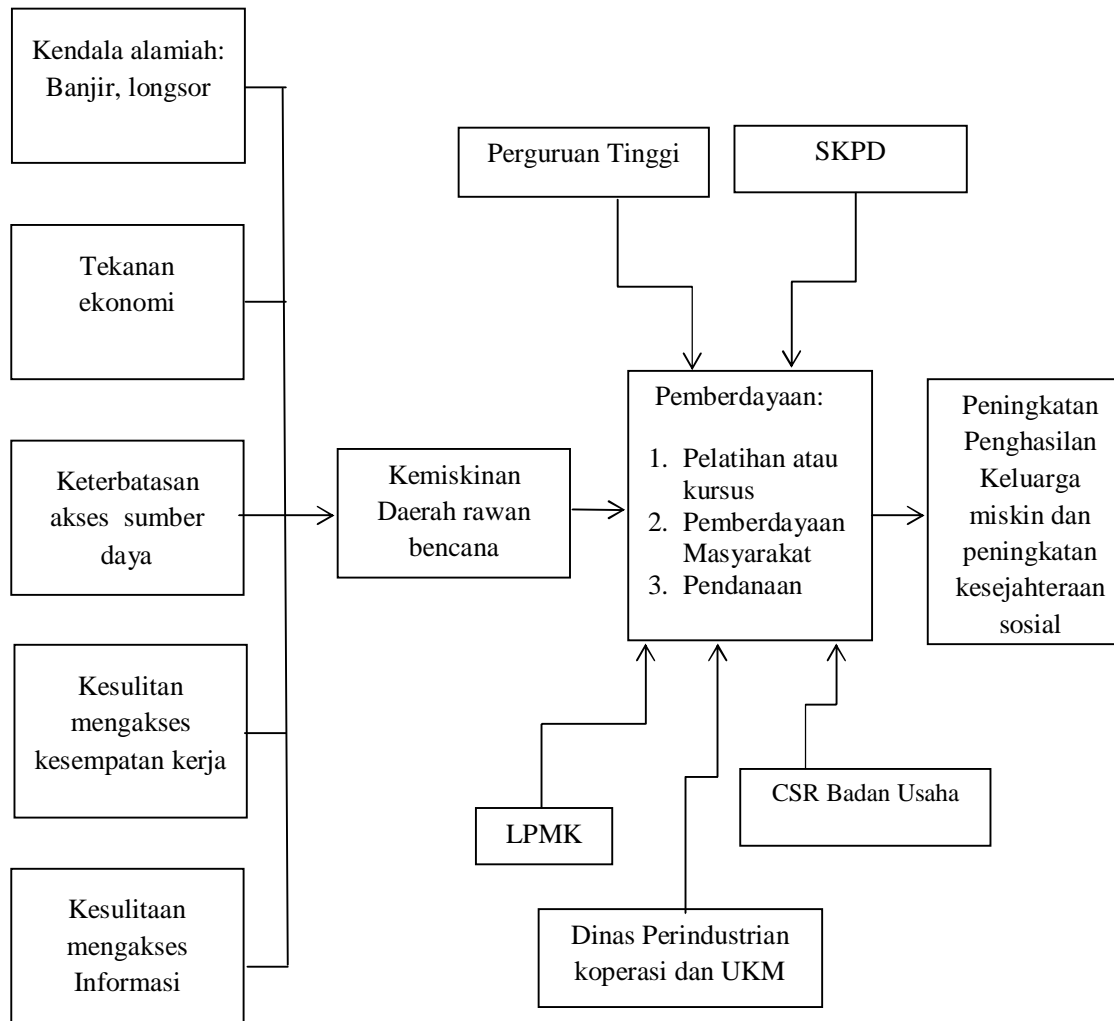 Kendala alamiah:
Banjir, longsor
Tekanan
ekonomi
Keterbatasan
akses sumber
daya
Kesulitan
mengakses
kesempatan kerja
Kesulitaan
mengakses
Informasi
Kemiskinan
Daerah rawan
bencana
Perguruan Tinggi
SKPD
Pemberdayaan:
1. Pelatihan atau
kursus
2. Pemberdayaan
Masyarakat
3. Pendanaan
LPMK
Dinas Perindustrian
koperasi dan UKM
CSR Badan Usaha
Peningkatan
Penghasilan
Keluarga
miskin dan
peningkatan
kesejahteraan
sosial